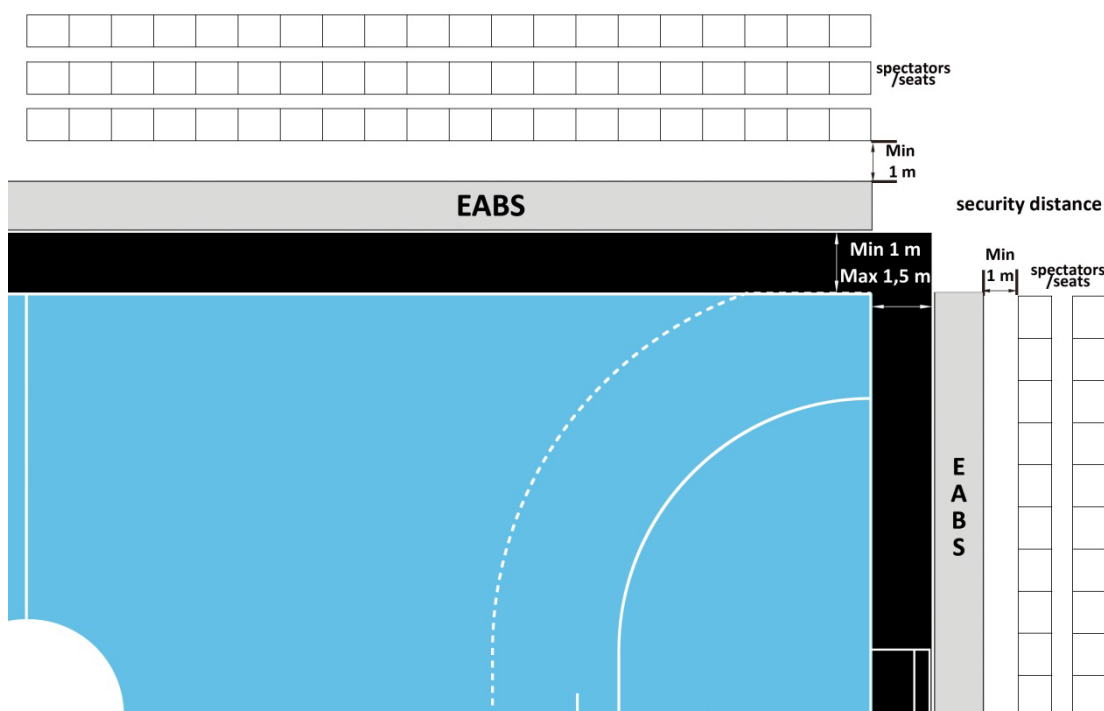 spectators
/seats
Min
1 m
EABS
security distance
Min 1 m
Max 1,5 m
Min
1 m
spectators
/seats
E
A
B
S